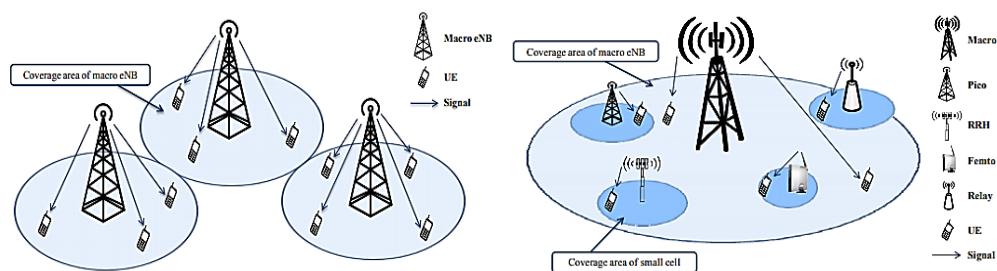 Macro eNB
Coverage area of macro eNB
UE
Signal
Coverage area of macro eNB
Macro
Pico
RRH
Femto
Relay
UE
Signal
Coverage area of small cell